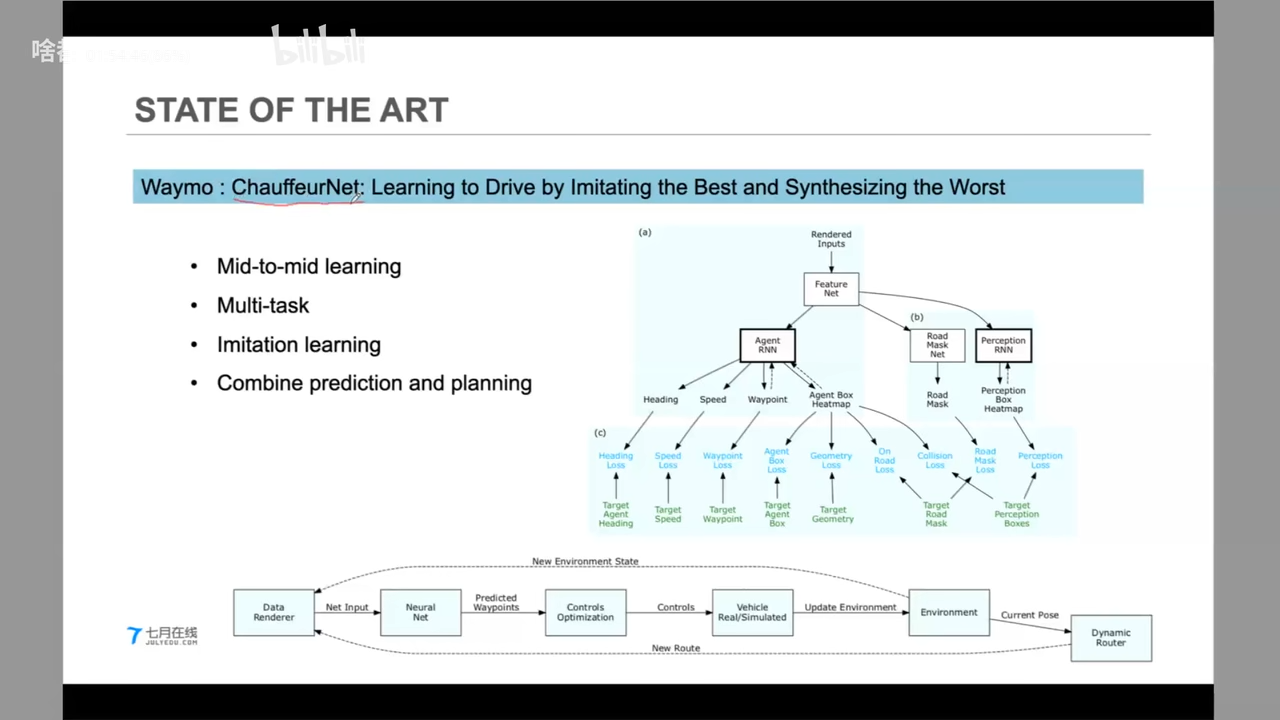 bilibili
STATE OF THE ART
Waymo : ChauffeurNet: Learning to Drive by Imitating the Best and Synthesizing the Worst
• Mid-to-mid learning
• Multi-task
• Imitation learning
• Combine prediction and planning
(a)
Rendered
Inputs
Feature
Net
(b)
Agent
RNN
Road
Mask
Net
Perception
RNN
Heading
Speed
Waypoint
Agent Box
Heatmap
Road
Mask
Perception
Box
Heatmap
(c)
Heading
Loss
Speed
Loss
Waypoint
Loss
Agent
Box
Loss
Geometry
Loss
On
Road
Loss
Collision
Loss
Road
Mask
Loss
Perception
Loss
Target
Agent
Heading
Target
Speed
Target
Waypoint
Target
Agent
Box
Target
Geometry
Target
Road
Mask
Target
Perception
Boxes
New Environment State
Data
Renderer
Net Input
Neural
Net
Predicted
Waypoints
Controls
Optimization
Controls
Vehicle
Real/Simulated
Update Environment
Environment
Current Pose
Dynamic
Router
New Route
七月在线
JULYEDU.COM